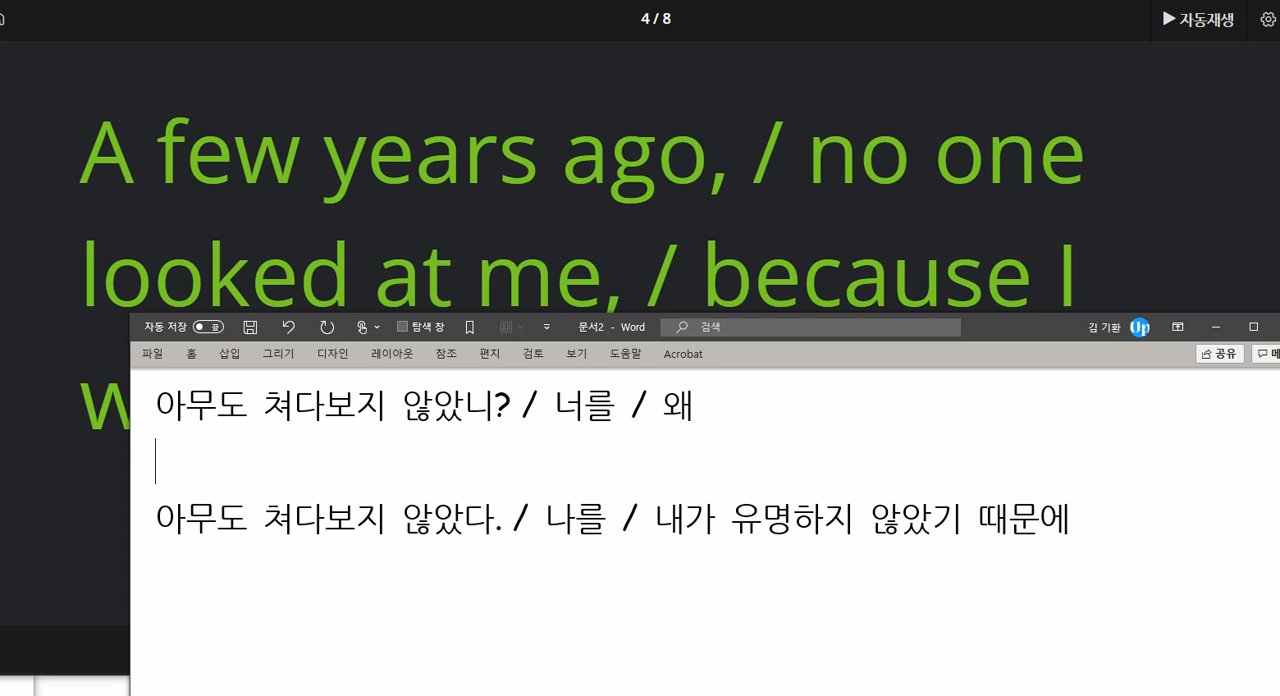 4 / 8
▶ 자동재생
A few years ago, / no one
looked at me, / because I
자동 저장 끔 탐색 창 문서2 - Word 검색 김 기환 Up
파일 홈 삽입 그리기 디자인 레이아웃 참조 편지 검토 보기 도움말 Acrobat 공유
아무도 쳐다보지 않았니? / 너를 / 왜
아무도 쳐다보지 않았다. / 나를 / 내가 유명하지 않았기 때문에